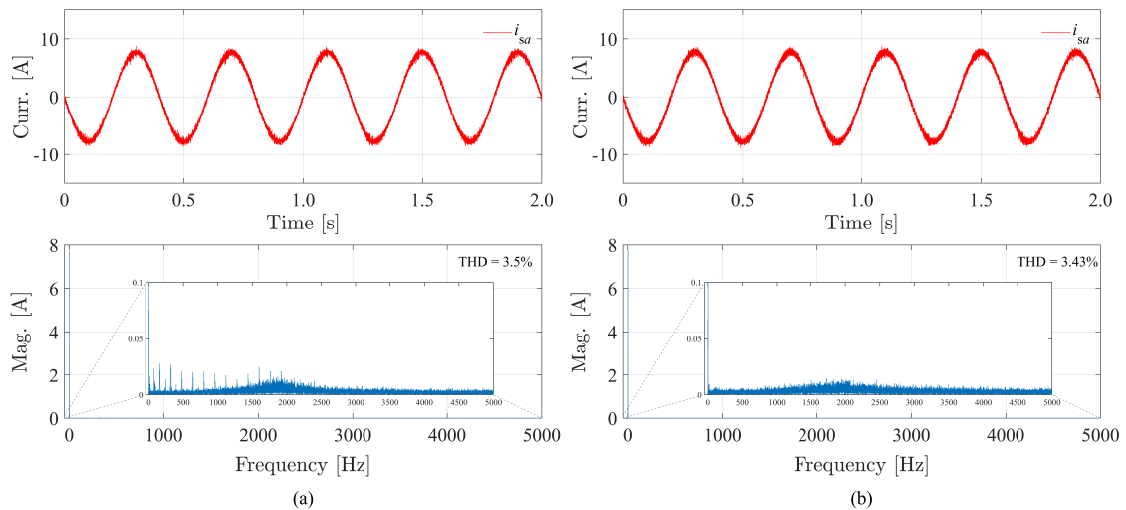 10
0
-10
Curr. [A]
i_sa
0 0.5 1.0 1.5 2.0
Time [s]
10
0
-10
Curr. [A]
i_sa
0 0.5 1.0 1.5 2.0
Time [s]
8
6
4
2
0
Mag. [A]
THD = 3.5%
0.1
0.05
0
0 500 1000 1500 2000 2500 3000 3500 4000 4500 5000
0 1000 2000 3000 4000 5000
Frequency [Hz]
(a)
8
6
4
2
0
Mag. [A]
THD = 3.43%
0.1
0.05
0
0 500 1000 1500 2000 2500 3000 3500 4000 4500 5000
0 1000 2000 3000 4000 5000
Frequency [Hz]
(b)